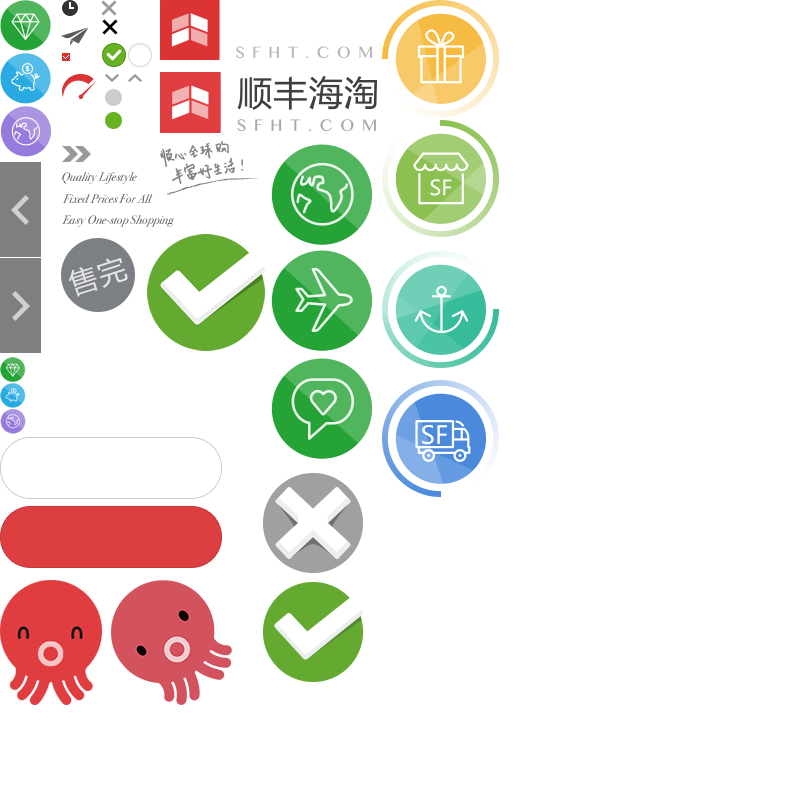 SFHT.COM
顺丰海淘
SFHT.COM
顺心全球购
丰富好生活!
Quality Lifestyle
Fixed Prices For All
Easy One-stop Shopping
售完
SF
SF